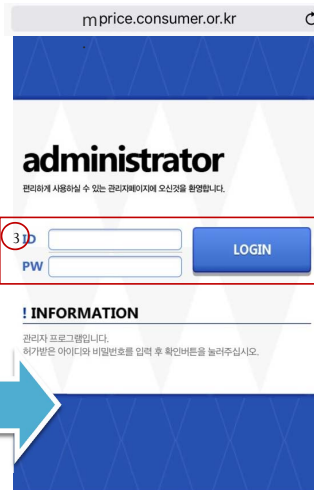 mprice.consumer.or.kr
administrator
편리하게 사용하실 수 있는 관리자페이지에 오신것을 환영합니다.
3 ID
LOGIN
PW
! INFORMATION
관리자 프로그램입니다.
허가받은 아이디와 비밀번호를 입력 후 확인버튼을 눌러주십시오.